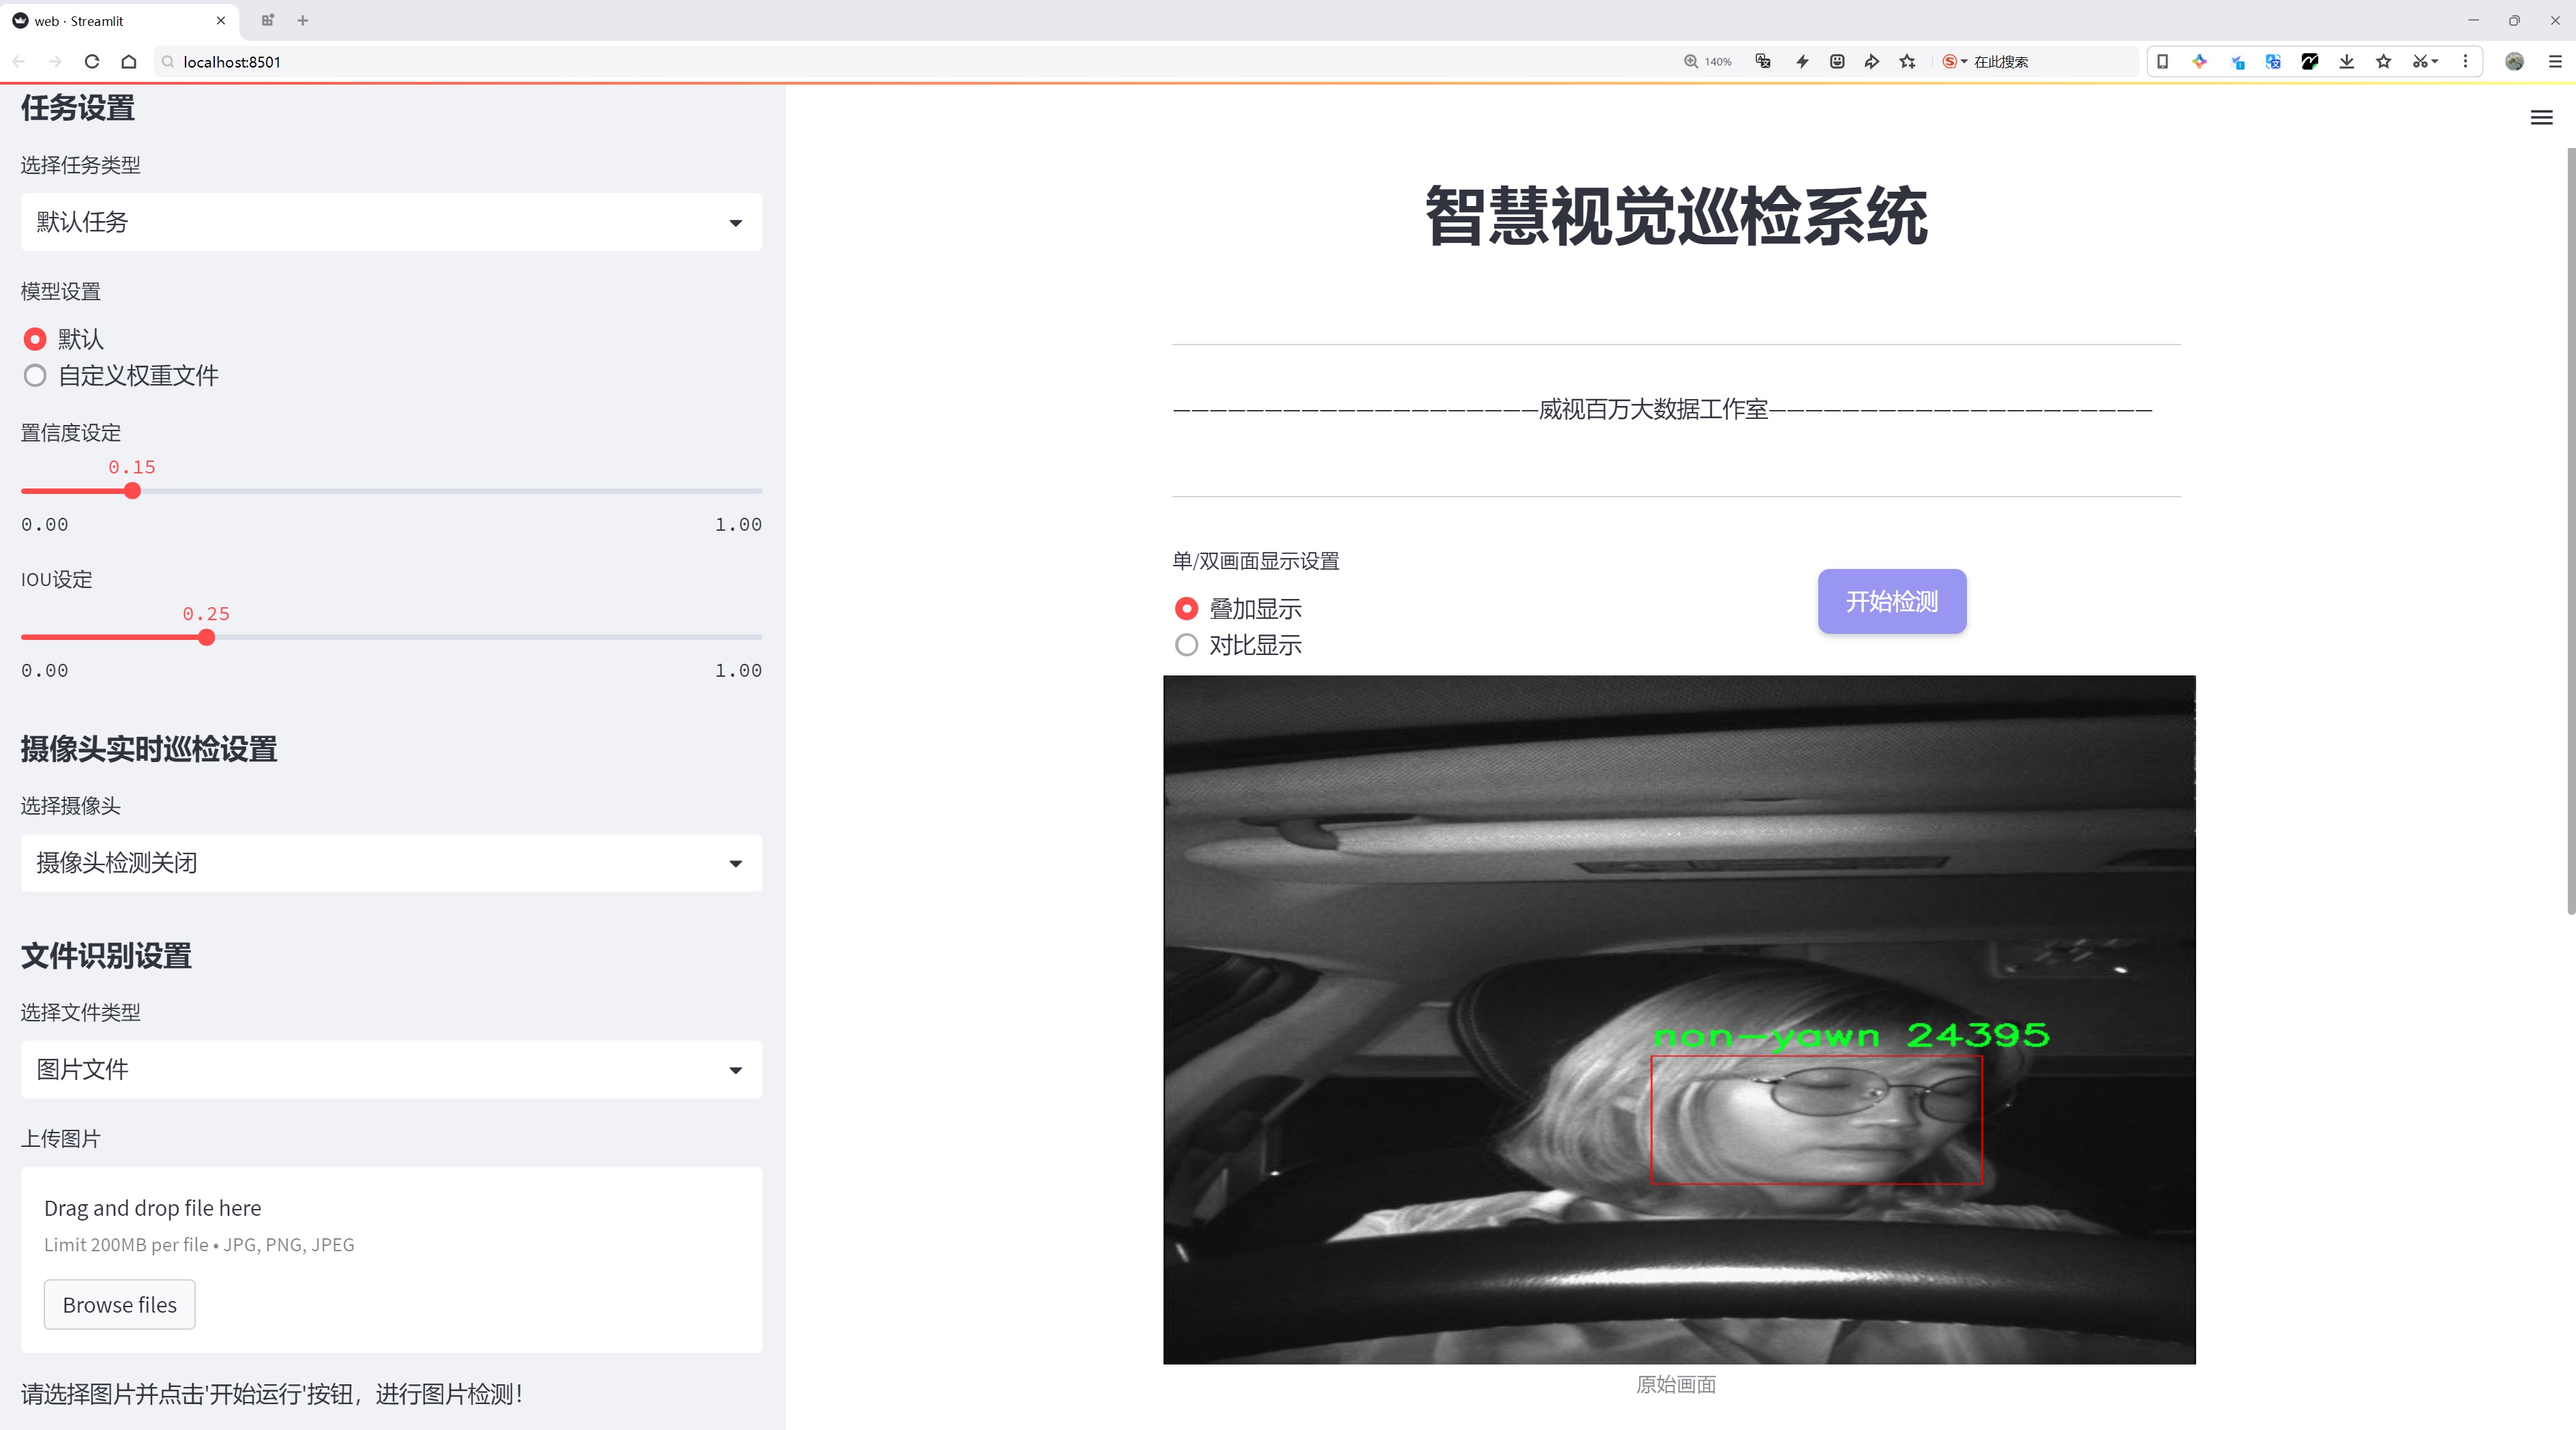 web · Streamlit
localhost:8501
140%
在此搜索
任务设置
选择任务类型
默认任务
模型设置
默认
自定义权重文件
置信度设定
0.15
0.00
1.00
IOU设定
0.25
0.00
1.00
摄像头实时巡检设置
选择摄像头
摄像头检测关闭
文件识别设置
选择文件类型
图片文件
上传图片
Drag and drop file here
Limit 200MB per file • JPG, PNG, JPEG
Browse files
请选择图片并点击'开始运行'按钮，进行图片检测！
智慧视觉巡检系统
————————————————————威视百万大数据工作室—————————————————————
单/双画面显示设置
叠加显示
对比显示
开始检测
non-yawn 24395
原始画面